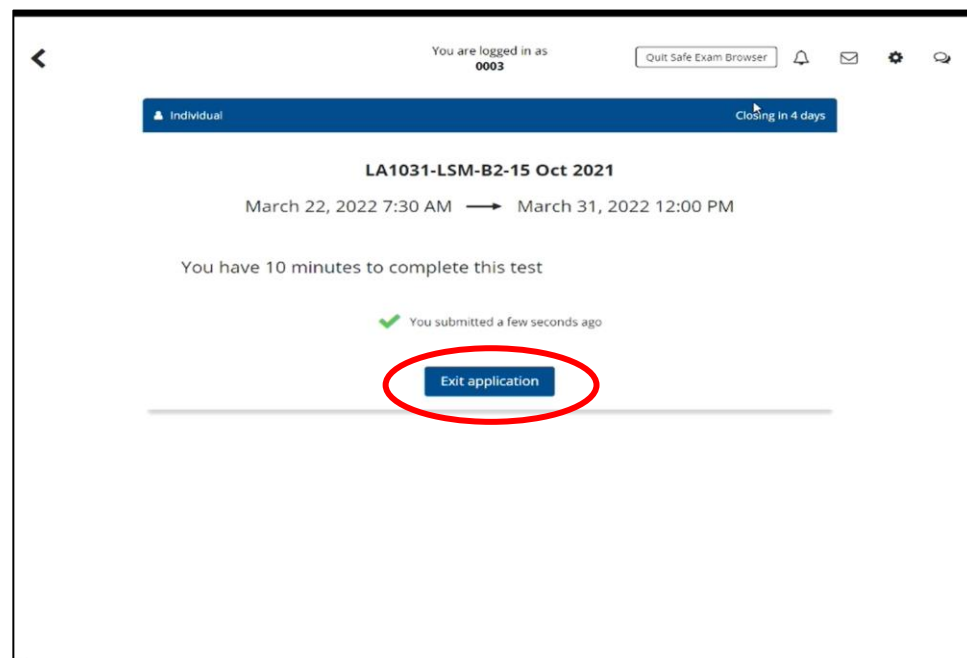 You are logged in as
0003
Quit Safe Exam Browser
Individual
Closing in 4 days
LA1031-LSM-B2-15 Oct 2021
March 22, 2022 7:30 AM → March 31, 2022 12:00 PM
You have 10 minutes to complete this test
You submitted a few seconds ago
Exit application